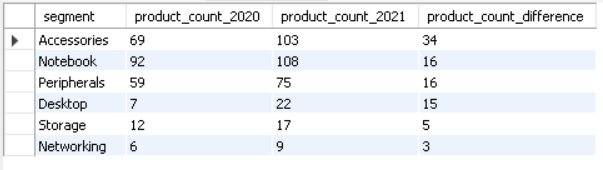 segment product_count_2020 product_count_2021 product_count_difference
Accessories 69 103 34
Notebook 92 108 16
Peripherals 59 75 16
Desktop 7 22 15
Storage 12 17 5
Networking 6 9 3